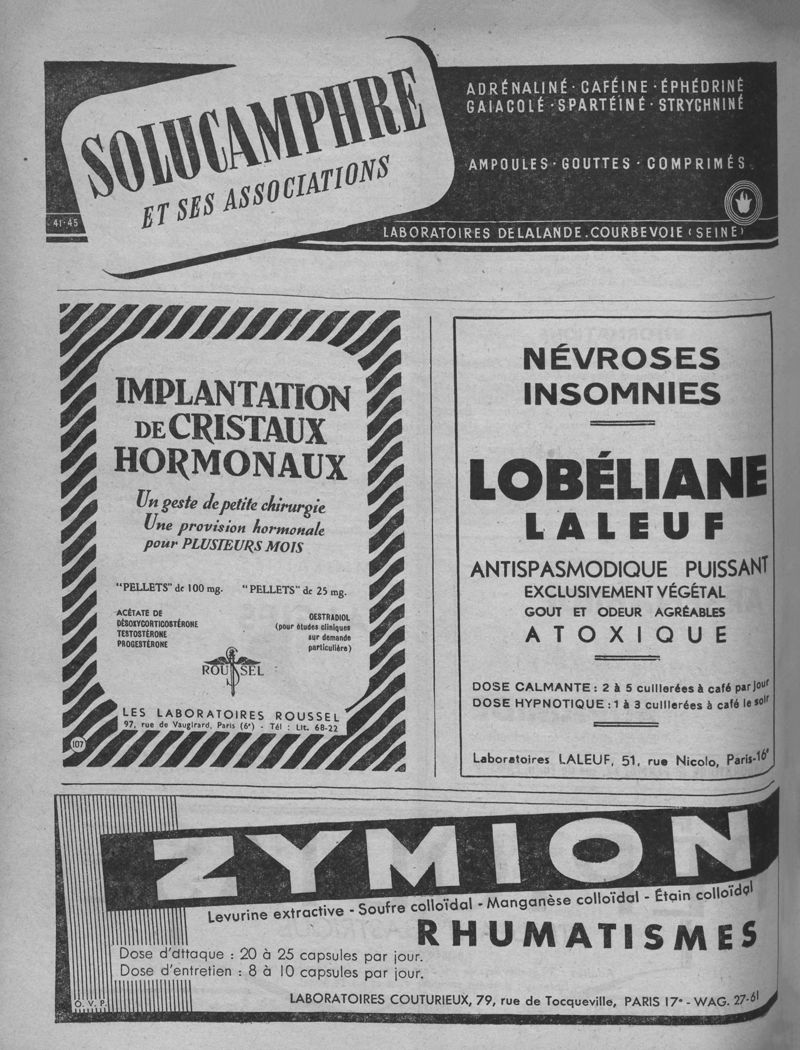 SOLUCAMPHRE
ET SES ASSOCIATIONS
ADRÉNALINÉ · CAFÉINE · ÉPHÉDRINÉ
GAIACOLÉ · SPARTÉINÉ · STRYCHNINÉ
AMPOULES · GOUTTES · COMPRIMÉS
41-45
LABORATOIRES DELALANDE. COURBEVOIE (SEINE)
IMPLANTATION
DE CRISTAUX
HORMONAUX
Un geste de petite chirurgie
Une provision hormonale
pour PLUSIEURS MOIS
"PELLETS" de 100 mg. "PELLETS" de 25 mg.
ACÉTATE DE
DÉSOXYCORTICOSTÉRONE
TESTOSTÉRONE
PROGESTÉRONE
OESTRADIOL
(pour études cliniques
sur demande
particulière)
ROUSSEL
LES LABORATOIRES ROUSSEL
97, rue de Vaugirard, Paris (6e) - Tél : Lit. 68-22
107
NÉVROSES
INSOMNIES
LOBÉLIANE
LALEUF
ANTISPASMODIQUE PUISSANT
EXCLUSIVEMENT VÉGÉTAL
GOUT ET ODEUR AGRÉABLES
ATOXIQUE
DOSE CALMANTE : 2 à 5 cuillerées à café par jour
DOSE HYPNOTIQUE : 1 à 3 cuillerées à café le soir
Laboratoires LALEUF, 51, rue Nicolo, Paris-16e
ZYMION
Levurine extractive - Soufre colloïdal - Manganèse colloïdal - Étain colloïdal
RHUMATISMES
Dose d'attaque : 20 à 25 capsules par jour.
Dose d'entretien : 8 à 10 capsules par jour.
O. V. P.
LABORATOIRES COUTURIEUX, 79, rue de Tocqueville, PARIS 17e - WAG. 27-61